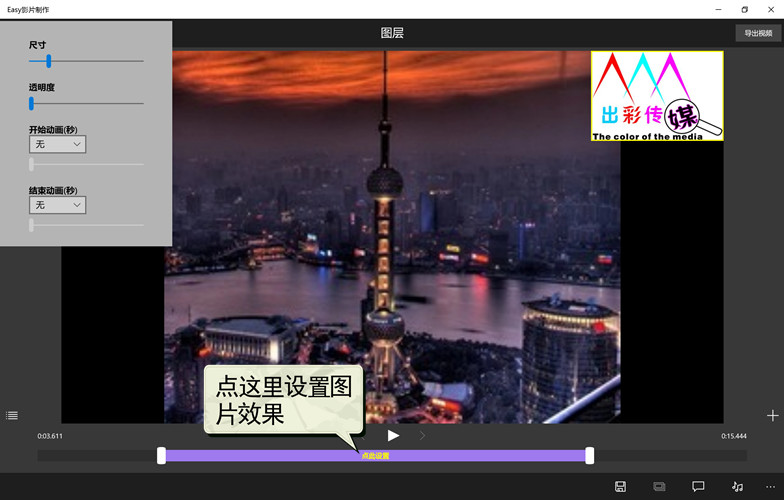 Easy影片制作
图层
导出视频
尺寸
透明度
开始动画(秒)
无
结束动画(秒)
无
出彩传媒
The color of the media
点这里设置图
片效果
0:03.611
0:15.444
点此设置